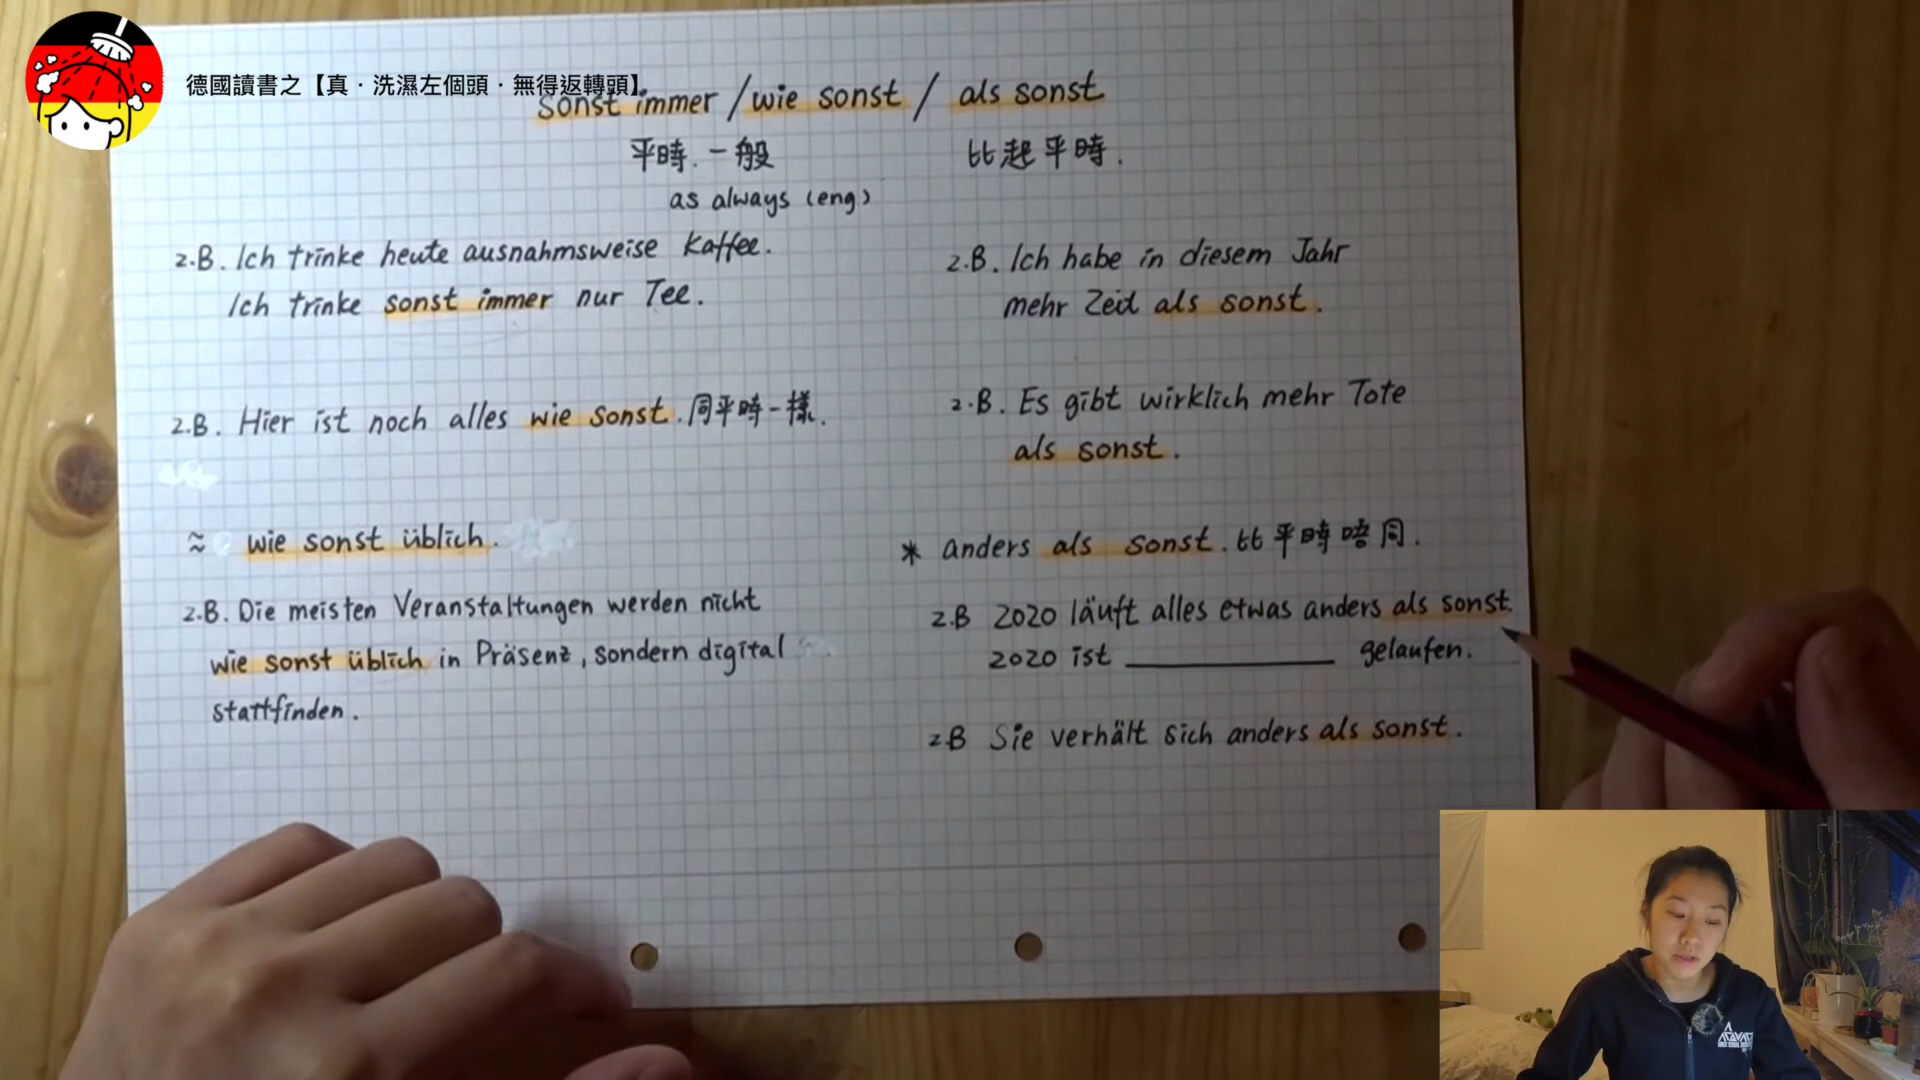 德國讀書之【真·洗濕左個頭·無得返轉頭】
sonst immer / wie sonst / als sonst
平時.一般
比起平時.
as always (eng)
z.B. Ich trinke heute ausnahmsweise Kaffee.
Ich trinke sonst immer nur Tee.
z.B. Hier ist noch alles wie sonst.同平時一樣.
≈ wie sonst üblich.
z.B. Die meisten Veranstaltungen werden nicht
wie sonst üblich in Präsenz, sondern digital
stattfinden.
z.B. Ich habe in diesem Jahr
mehr Zeit als sonst.
z.B. Es gibt wirklich mehr Tote
als sonst.
* anders als sonst.比平時唔同.
z.B 2020 läuft alles etwas anders als sonst.
2020 ist ____________ gelaufen.
z.B Sie verhält sich anders als sonst.